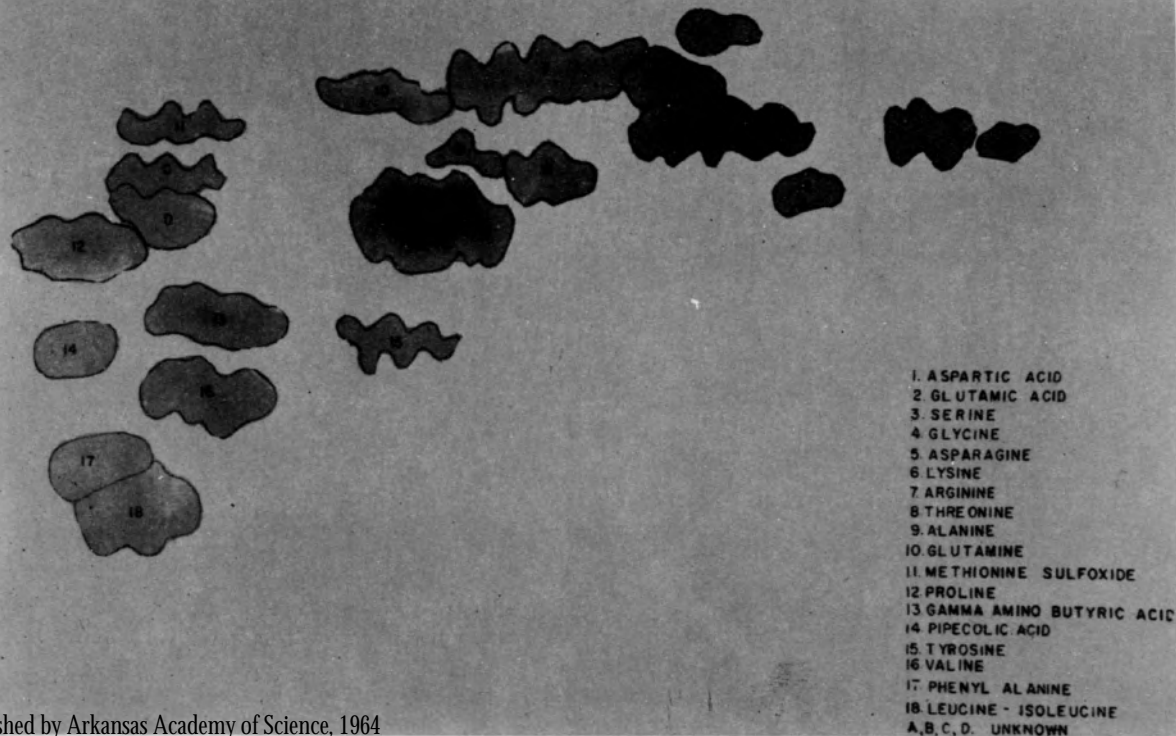 11
12
D
13
14
15
16
17
18
1. ASPARTIC ACID
2. GLUTAMIC ACID
3. SERINE
4 GLYCINE
5. ASPARAGINE
6. LYSINE
7. ARGININE
8. THREONINE
9. ALANINE
10. GLUTAMINE
11. METHIONINE SULFOXIDE
12 PROLINE
13 GAMMA AMINO BUTYRIC ACID
14 PIPECOLIC ACID
15. TYROSINE
16 VALINE
17 PHENYL ALANINE
18. LEUCINE - ISOLEUCINE
A,B,C,D. UNKNOWN
shed by Arkansas Academy of Science, 1964